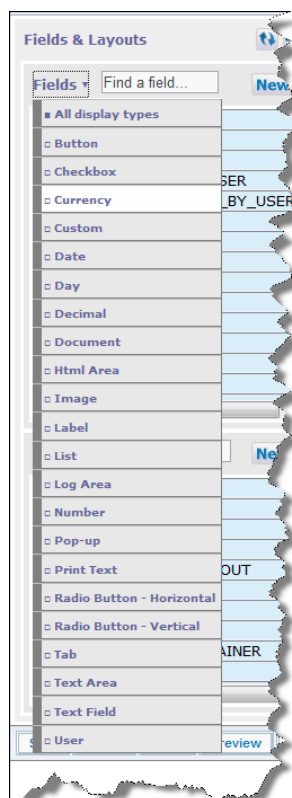 Fields & Layouts
Fields Find a field... New
All display types
Button
Checkbox
SER
Currency _BY_USER
Custom
Date
Day
Decimal
Document
Html Area
Image
Label
List Ne
Log Area
Number
Pop-up
Print Text OUT
Radio Button - Horizontal
Radio Button - Vertical
Tab AINER
Text Area
Text Field
User
S review